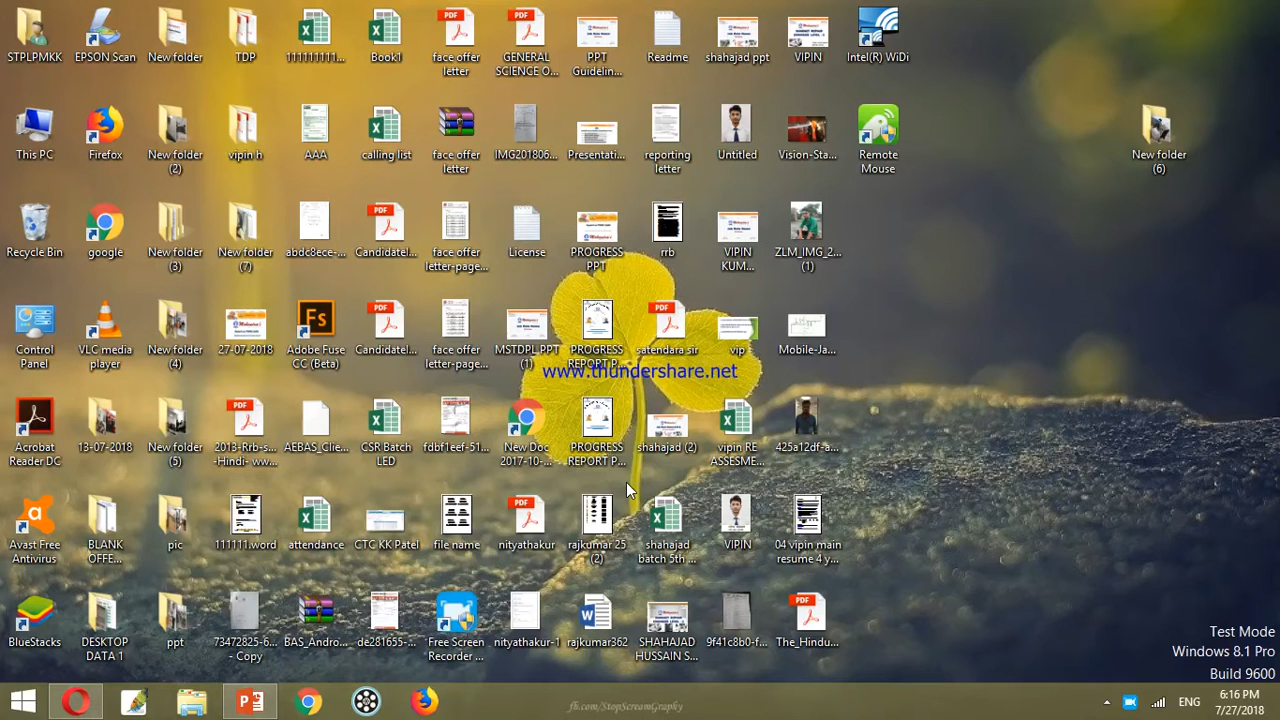 STPL-MKK
EPSON Scan
New folder
TDP
111111111...
Book1
face offer
letter
GENERAL
SCIENCE O...
PPT
Guidelin...
Readme
shahajad ppt
VIPIN
Intel(R) WiDi
This PC
Firefox
New folder
(2)
vipin h
AAA
calling list
face offer
letter
IMG201806...
Presentati...
reporting
letter
Untitled
Vision-Sta...
Remote
Mouse
New folder
(6)
Recycle Bin
google
New folder
(3)
New folder
(7)
abdc8ece-...
Candidatel...
face offer
letter-page...
License
PROGRESS
PPT
rrb
VIPIN
KUM...
ZLM_IMG_2...
(1)
Control
Panel
VLC media
player
New folder
(4)
27-07-2018
Adobe Fuse
CC (Beta)
Candidatel...
face offer
letter-page...
MSTDPL PPT
(1)
PROGRESS
REPORT P...
satendara sir
vip
Mobile-Ja...
www.thundershare.net
Acrobat
Reader DC
13-07-2018
New folder
(5)
2013-Rrb-s...
-Hindi- ww...
AEBAS_Clie...
CSR Batch
LED
fdbf1eef-51...
New Doc
2017-10-...
PROGRESS
REPORT P...
shahajad (2)
vipin RE
ASSESME...
425a12df-a...
Avast Free
Antivirus
BLANK
OFFE...
pic
111111.word
attendance
CTC KK Patel
file name
nityathakur
rajkumar 25
(2)
shahajad
batch 5th ...
VIPIN
04 vipin main
resume 4 y...
BlueStacks
DESKTOP
DATA 1
ppt
73472825-6...
- Copy
BAS_Andro...
de281655-...
Free Screen
Recorder ...
nityathakur-1
rajkumar362
SHAHAJAD
HUSSAIN S...
9f41c8b0-f...
The_Hindu...
Test Mode
Windows 8.1 Pro
Build 9600
fb.com/StopScreamGraphy
ENG
6:16 PM
7/27/2018